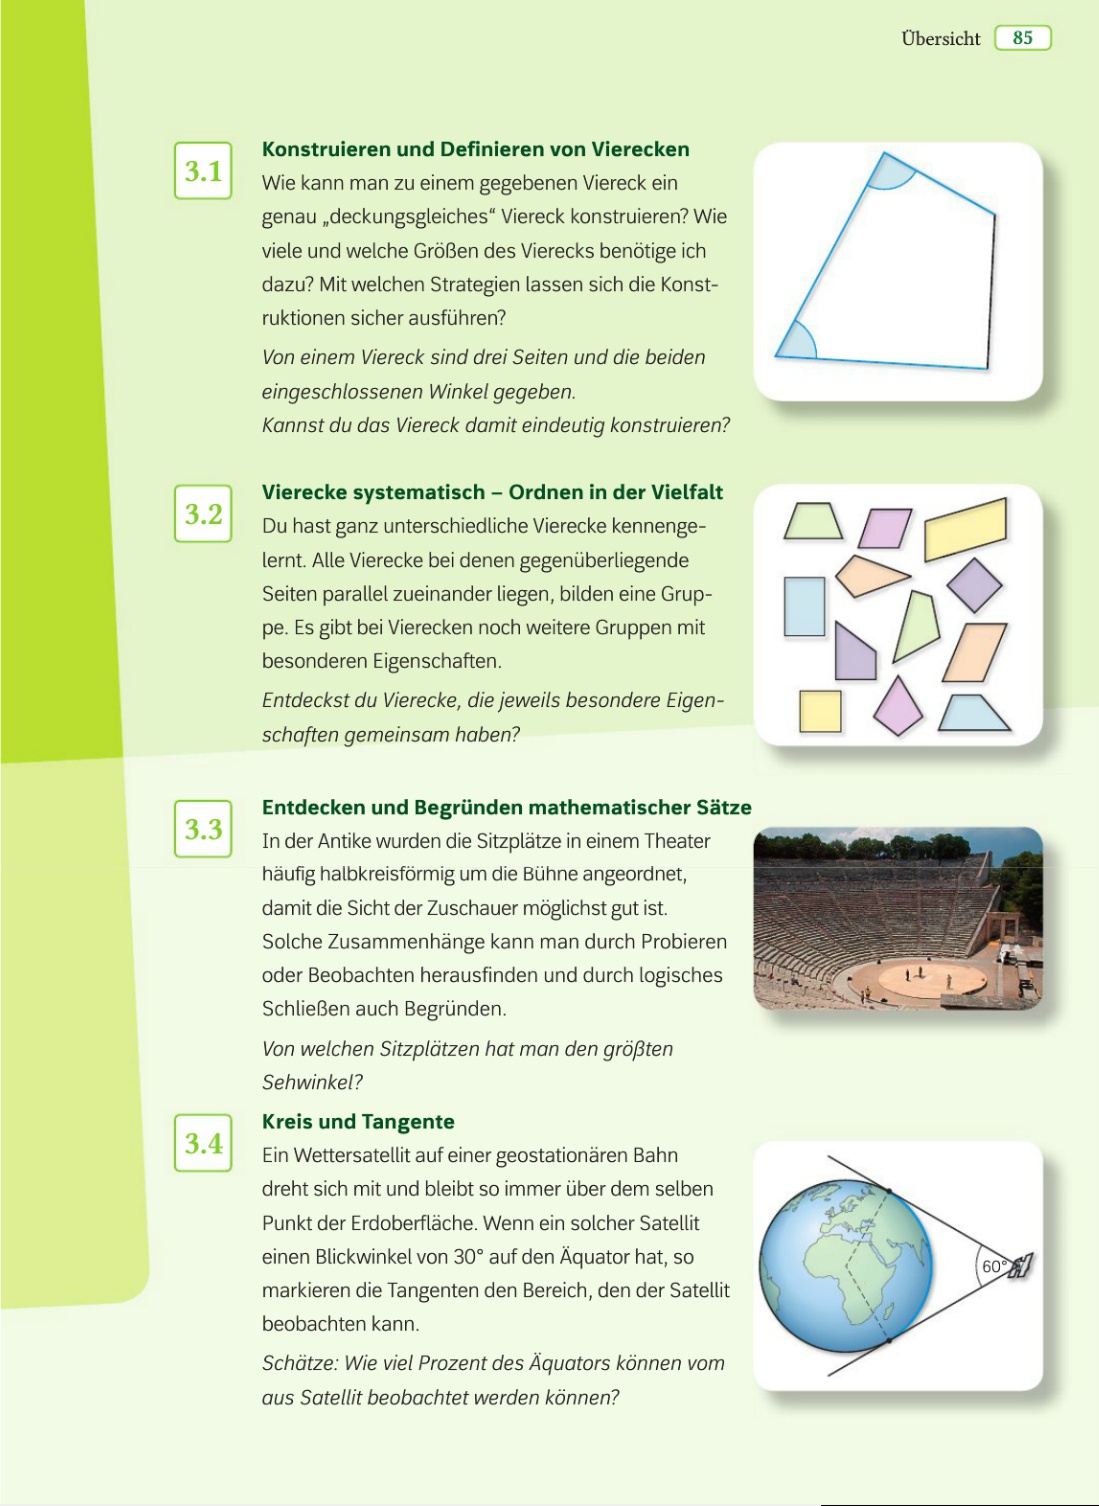 Übersicht 85
3.1
Konstruieren und Definieren von Vierecken
Wie kann man zu einem gegebenen Viereck ein
genau „deckungsgleiches“ Viereck konstruieren? Wie
viele und welche Größen des Vierecks benötige ich
dazu? Mit welchen Strategien lassen sich die Konst-
ruktionen sicher ausführen?
Von einem Viereck sind drei Seiten und die beiden
eingeschlossenen Winkel gegeben.
Kannst du das Viereck damit eindeutig konstruieren?
3.2
Vierecke systematisch – Ordnen in der Vielfalt
Du hast ganz unterschiedliche Vierecke kennenge-
lernt. Alle Vierecke bei denen gegenüberliegende
Seiten parallel zueinander liegen, bilden eine Grup-
pe. Es gibt bei Vierecken noch weitere Gruppen mit
besonderen Eigenschaften.
Entdeckst du Vierecke, die jeweils besondere Eigen-
schaften gemeinsam haben?
3.3
Entdecken und Begründen mathematischer Sätze
In der Antike wurden die Sitzplätze in einem Theater
häufig halbkreisförmig um die Bühne angeordnet,
damit die Sicht der Zuschauer möglichst gut ist.
Solche Zusammenhänge kann man durch Probieren
oder Beobachten herausfinden und durch logisches
Schließen auch Begründen.
Von welchen Sitzplätzen hat man den größten
Sehwinkel?
3.4
Kreis und Tangente
Ein Wettersatellit auf einer geostationären Bahn
dreht sich mit und bleibt so immer über dem selben
Punkt der Erdoberfläche. Wenn ein solcher Satellit
einen Blickwinkel von 30° auf den Äquator hat, so
markieren die Tangenten den Bereich, den der Satellit
beobachten kann.
Schätze: Wie viel Prozent des Äquators können vom
aus Satellit beobachtet werden können?
60°